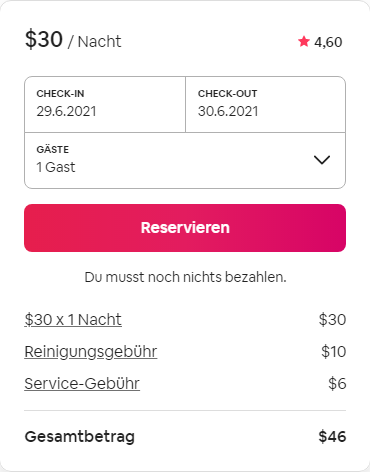 $30 / Nacht 4,60
CHECK-IN CHECK-OUT
29.6.2021 30.6.2021
GÄSTE
1 Gast
Reservieren
Du musst noch nichts bezahlen.
$30 x 1 Nacht $30
Reinigungsgebühr $10
Service-Gebühr $6
Gesamtbetrag $46